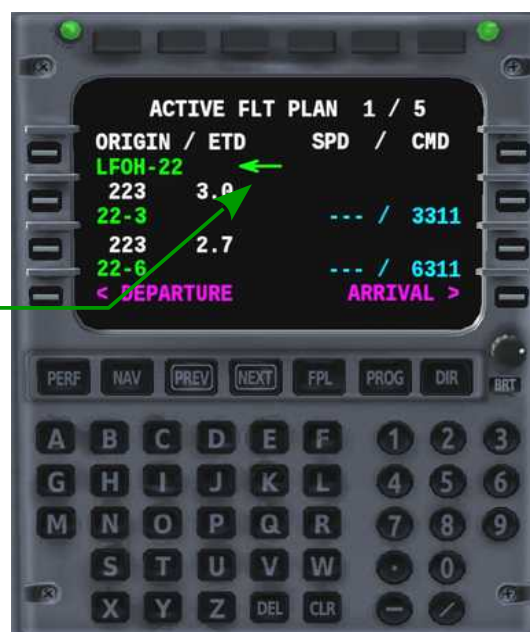 ACTIVE FLT PLAN 1 / 5
ORIGIN / ETD SPD / CMD
LFOH-22
223 3.0
22-3 --- / 3311
223 2.7
22-6 --- / 6311
< DEPARTURE ARRIVAL >
PERF NAV PREV NEXT FPL PROG DIR BRT
A B C D E F 1 2 3
G H I J K L 4 5 6
M N O P Q R 7 8 9
S T U V W · 0
X Y Z DEL CLR − /